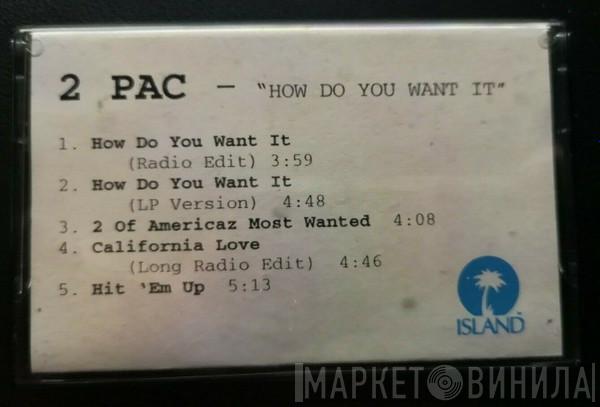 2 PAC — "HOW DO YOU WANT IT"
1. How Do You Want It
(Radio Edit) 3:59
2. How Do You Want It
(LP Version) 4:48
3. 2 Of Americaz Most Wanted 4:08
4. California Love
(Long Radio Edit) 4:46
5. Hit 'Em Up 5:13
ISLAND
МАРКЕТ ВИНИЛА